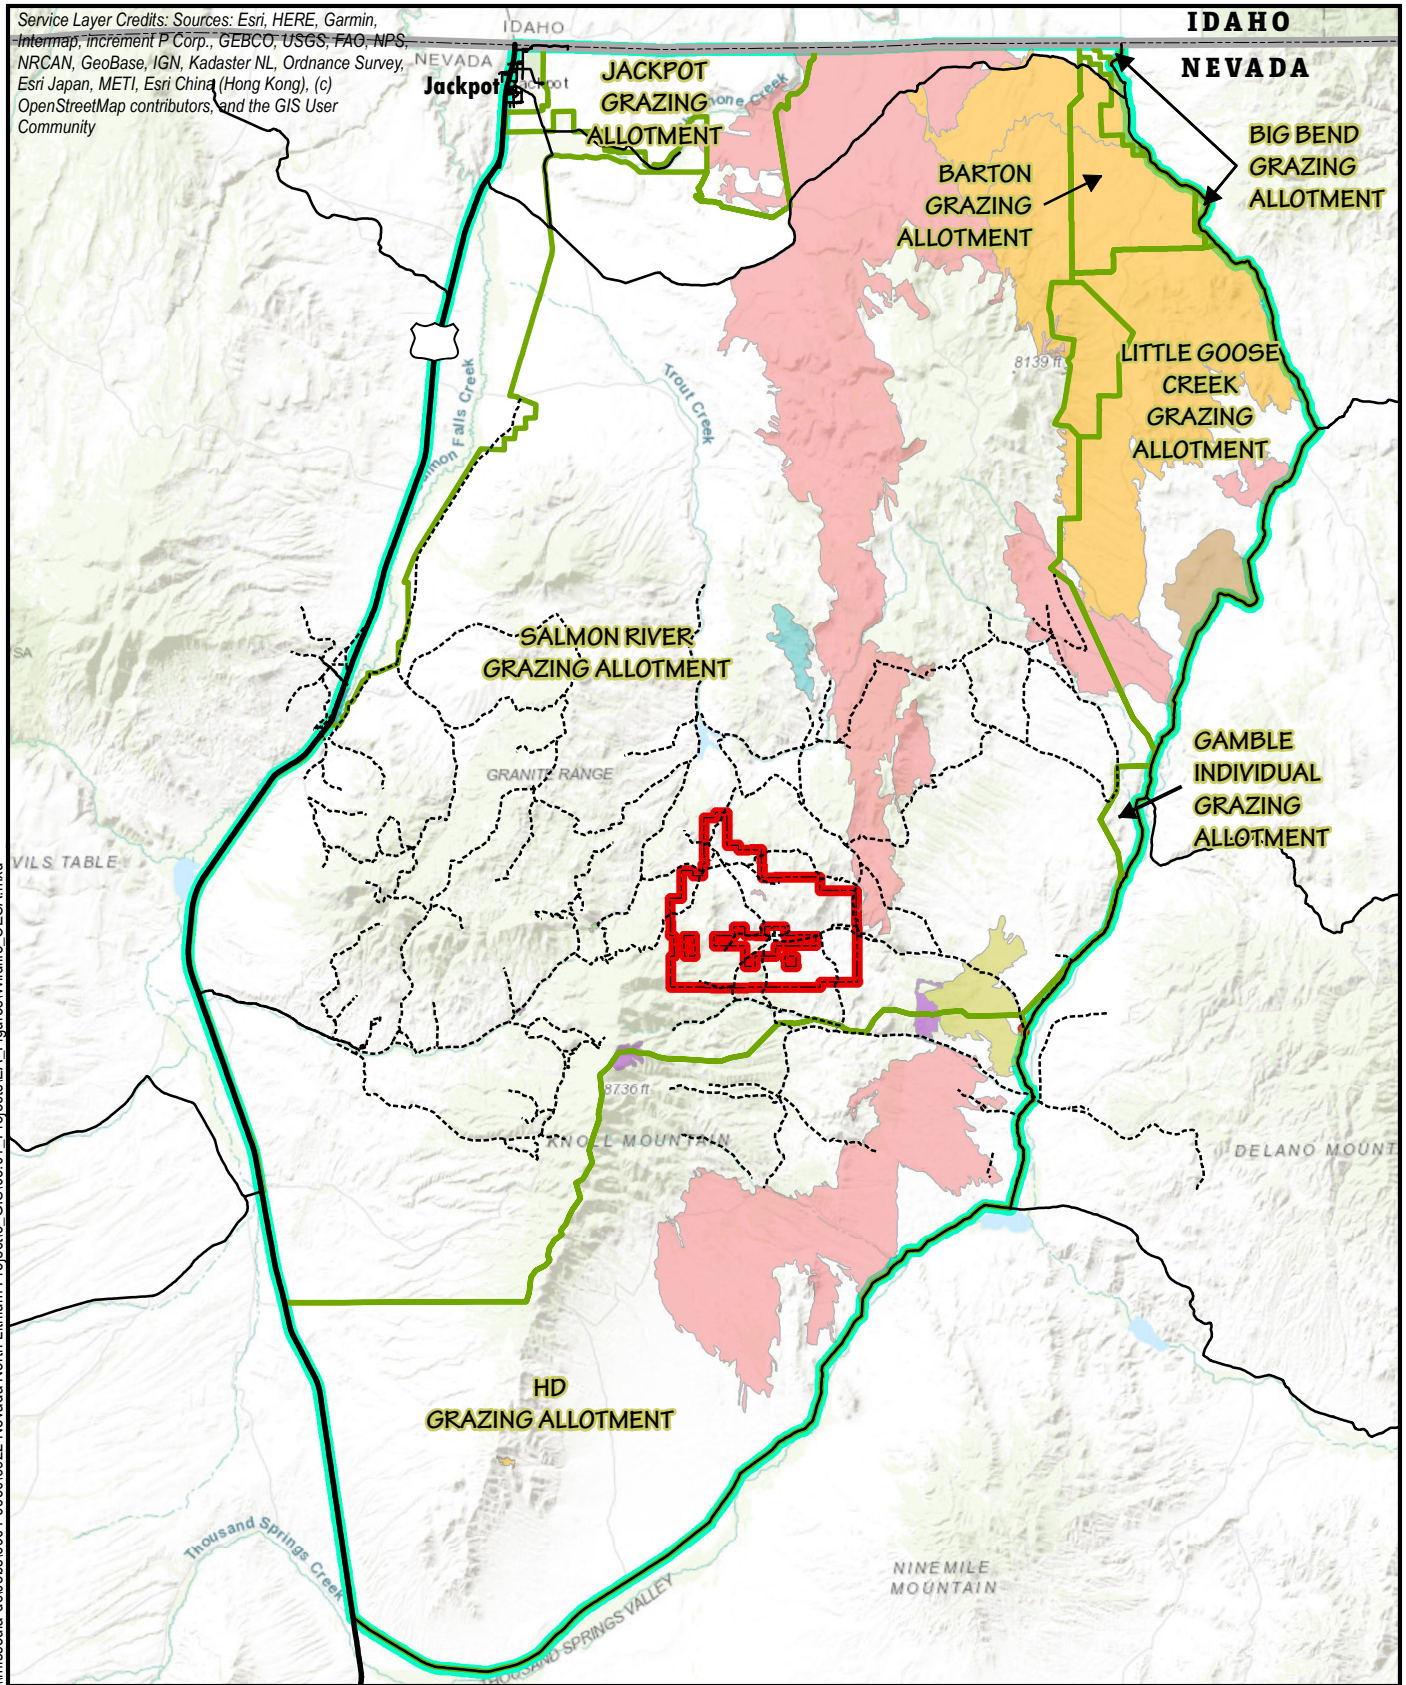 Service Layer Credits: Sources: Esri, HERE, Garmin,
Intermap, increment P Corp., GEBCO, USGS, FAO, NPS,
NRCAN, GeoBase, IGN, Kadaster NL, Ordnance Survey,
Esri Japan, METI, Esri China (Hong Kong), (c)
OpenStreetMap contributors, and the GIS User
Community
IDAHO
NEVADA
IDAHO
NEVADA
Jackpot
JACKPOT
GRAZING
ALLOTMENT
Creek
BIG BEND
GRAZING
ALLOTMENT
BARTON
GRAZING
ALLOTMENT
8139 ft
LITTLE GOOSE
CREEK
GRAZING
ALLOTMENT
Trout Creek
Falls Creek
SALMON RIVER
GRAZING ALLOTMENT
GRANITE RANGE
GAMBLE
INDIVIDUAL
GRAZING
ALLOTMENT
TABLE
8736 ft
KNOLL MOUNTAIN
DELANO MOUNT
HD
GRAZING ALLOTMENT
Thousand Springs Creek
NINEMILE
MOUNTAIN
THOUSAND SPRINGS VALLEY